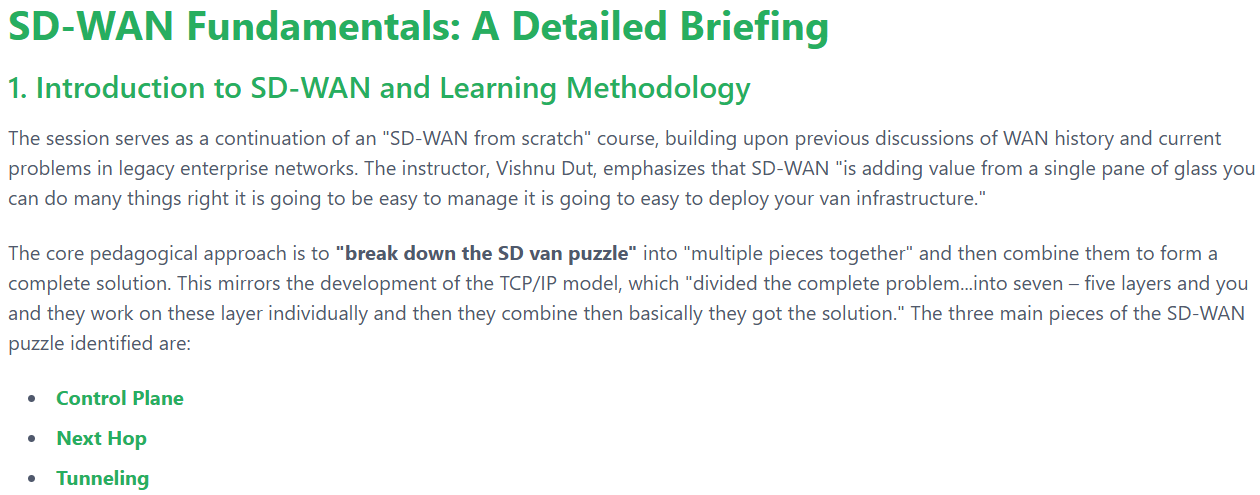 SD-WAN Fundamentals: A Detailed Briefing
1. Introduction to SD-WAN and Learning Methodology
The session serves as a continuation of an "SD-WAN from scratch" course, building upon previous discussions of WAN history and current
problems in legacy enterprise networks. The instructor, Vishnu Dut, emphasizes that SD-WAN "is adding value from a single pane of glass you
can do many things right it is going to be easy to manage it is going to easy to deploy your van infrastructure."
The core pedagogical approach is to "break down the SD van puzzle" into "multiple pieces together" and then combine them to form a
complete solution. This mirrors the development of the TCP/IP model, which "divided the complete problem...into seven – five layers and you
and they work on these layer individually and then they combine then basically they got the solution." The three main pieces of the SD-WAN
puzzle identified are:
• Control Plane
• Next Hop
• Tunneling